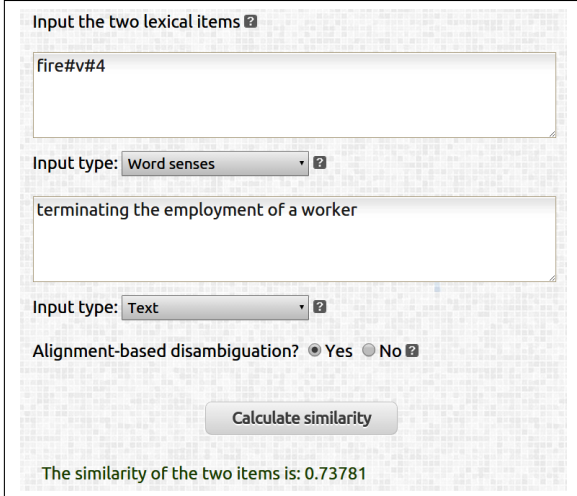 Input the two lexical items ?
fire#v#4
Input type: Word senses ?
terminating the employment of a worker
Input type: Text ?
Alignment-based disambiguation? Yes No ?
Calculate similarity
The similarity of the two items is: 0.73781